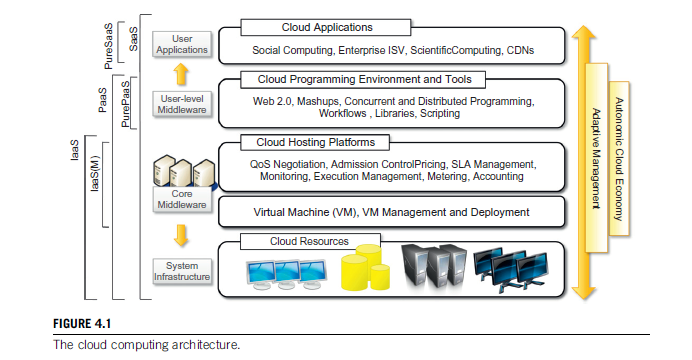 PureSaaS
SaaS
PaaS
PurePaaS
IaaS
IaaS(M)
User
Applications
User-level
Middleware
Core
Middleware
System
Infrastructure
Cloud Applications
Social Computing, Enterprise ISV, ScientificComputing, CDNs
Cloud Programming Environment and Tools
Web 2.0, Mashups, Concurrent and Distributed Programming,
Workflows , Libraries, Scripting
Cloud Hosting Platforms
QoS Negotiation, Admission ControlPricing, SLA Management,
Monitoring, Execution Management, Metering, Accounting
Virtual Machine (VM), VM Management and Deployment
Cloud Resources
Adaptive Management
Autonomic Cloud Economy
FIGURE 4.1
The cloud computing architecture.